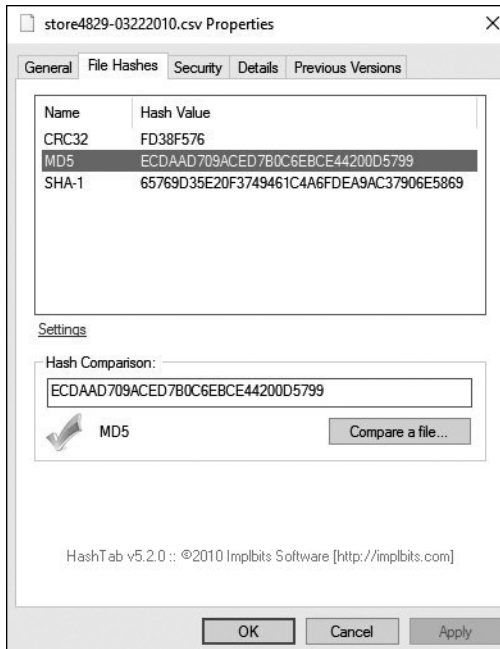 store4829-03222010.csv Properties
General File Hashes Security Details Previous Versions
Name Hash Value
CRC32 FD38F576
MD5 ECDAAD709ACED7B0C6EBCE44200D5799
SHA-1 65769D35E20F3749461C4A6FDEA9AC37906E5869
Settings
Hash Comparison:
ECDAAD709ACED7B0C6EBCE44200D5799
MD5 Compare a file...
HashTab v5.2.0 :: ©2010 Implbits Software [http://implbits.com]
OK Cancel Apply